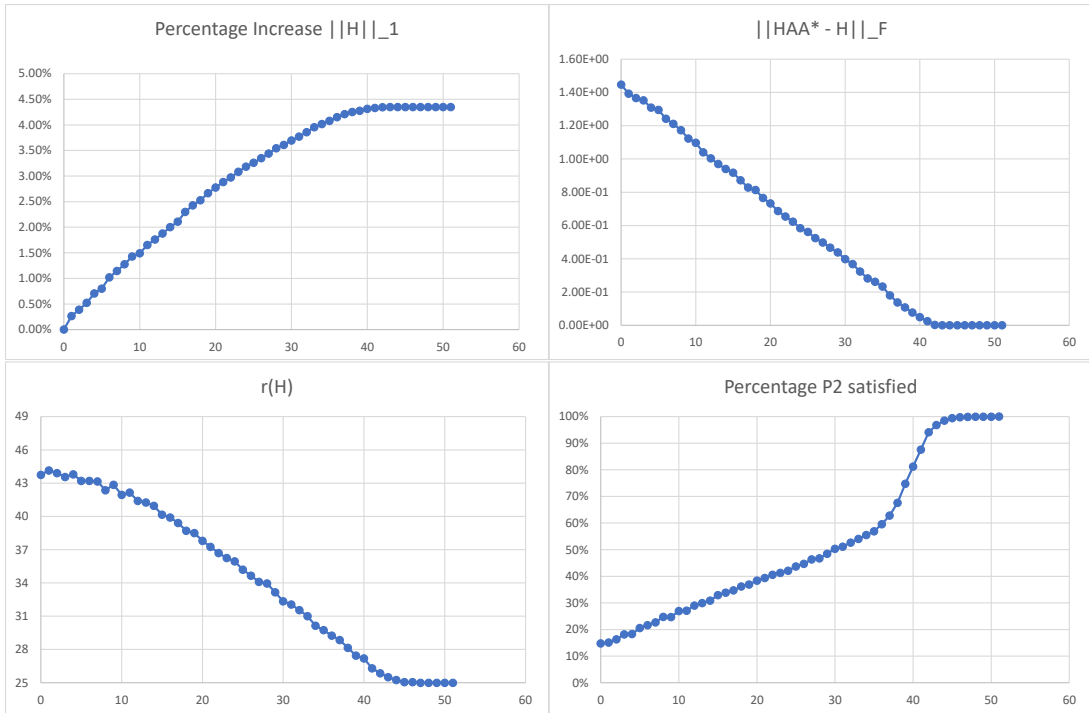 Percentage Increase ||H||_1
5.00%
4.50%
4.00%
3.50%
3.00%
2.50%
2.00%
1.50%
1.00%
0.50%
0.00%
0 10 20 30 40 50 60
||HAA* - H||_F
1.60E+00
1.40E+00
1.20E+00
1.00E+00
8.00E-01
6.00E-01
4.00E-01
2.00E-01
0.00E+00
0 10 20 30 40 50 60
r(H)
49
46
43
40
37
34
31
28
25
0 10 20 30 40 50 60
Percentage P2 satisfied
100%
90%
80%
70%
60%
50%
40%
30%
20%
10%
0%
0 10 20 30 40 50 60